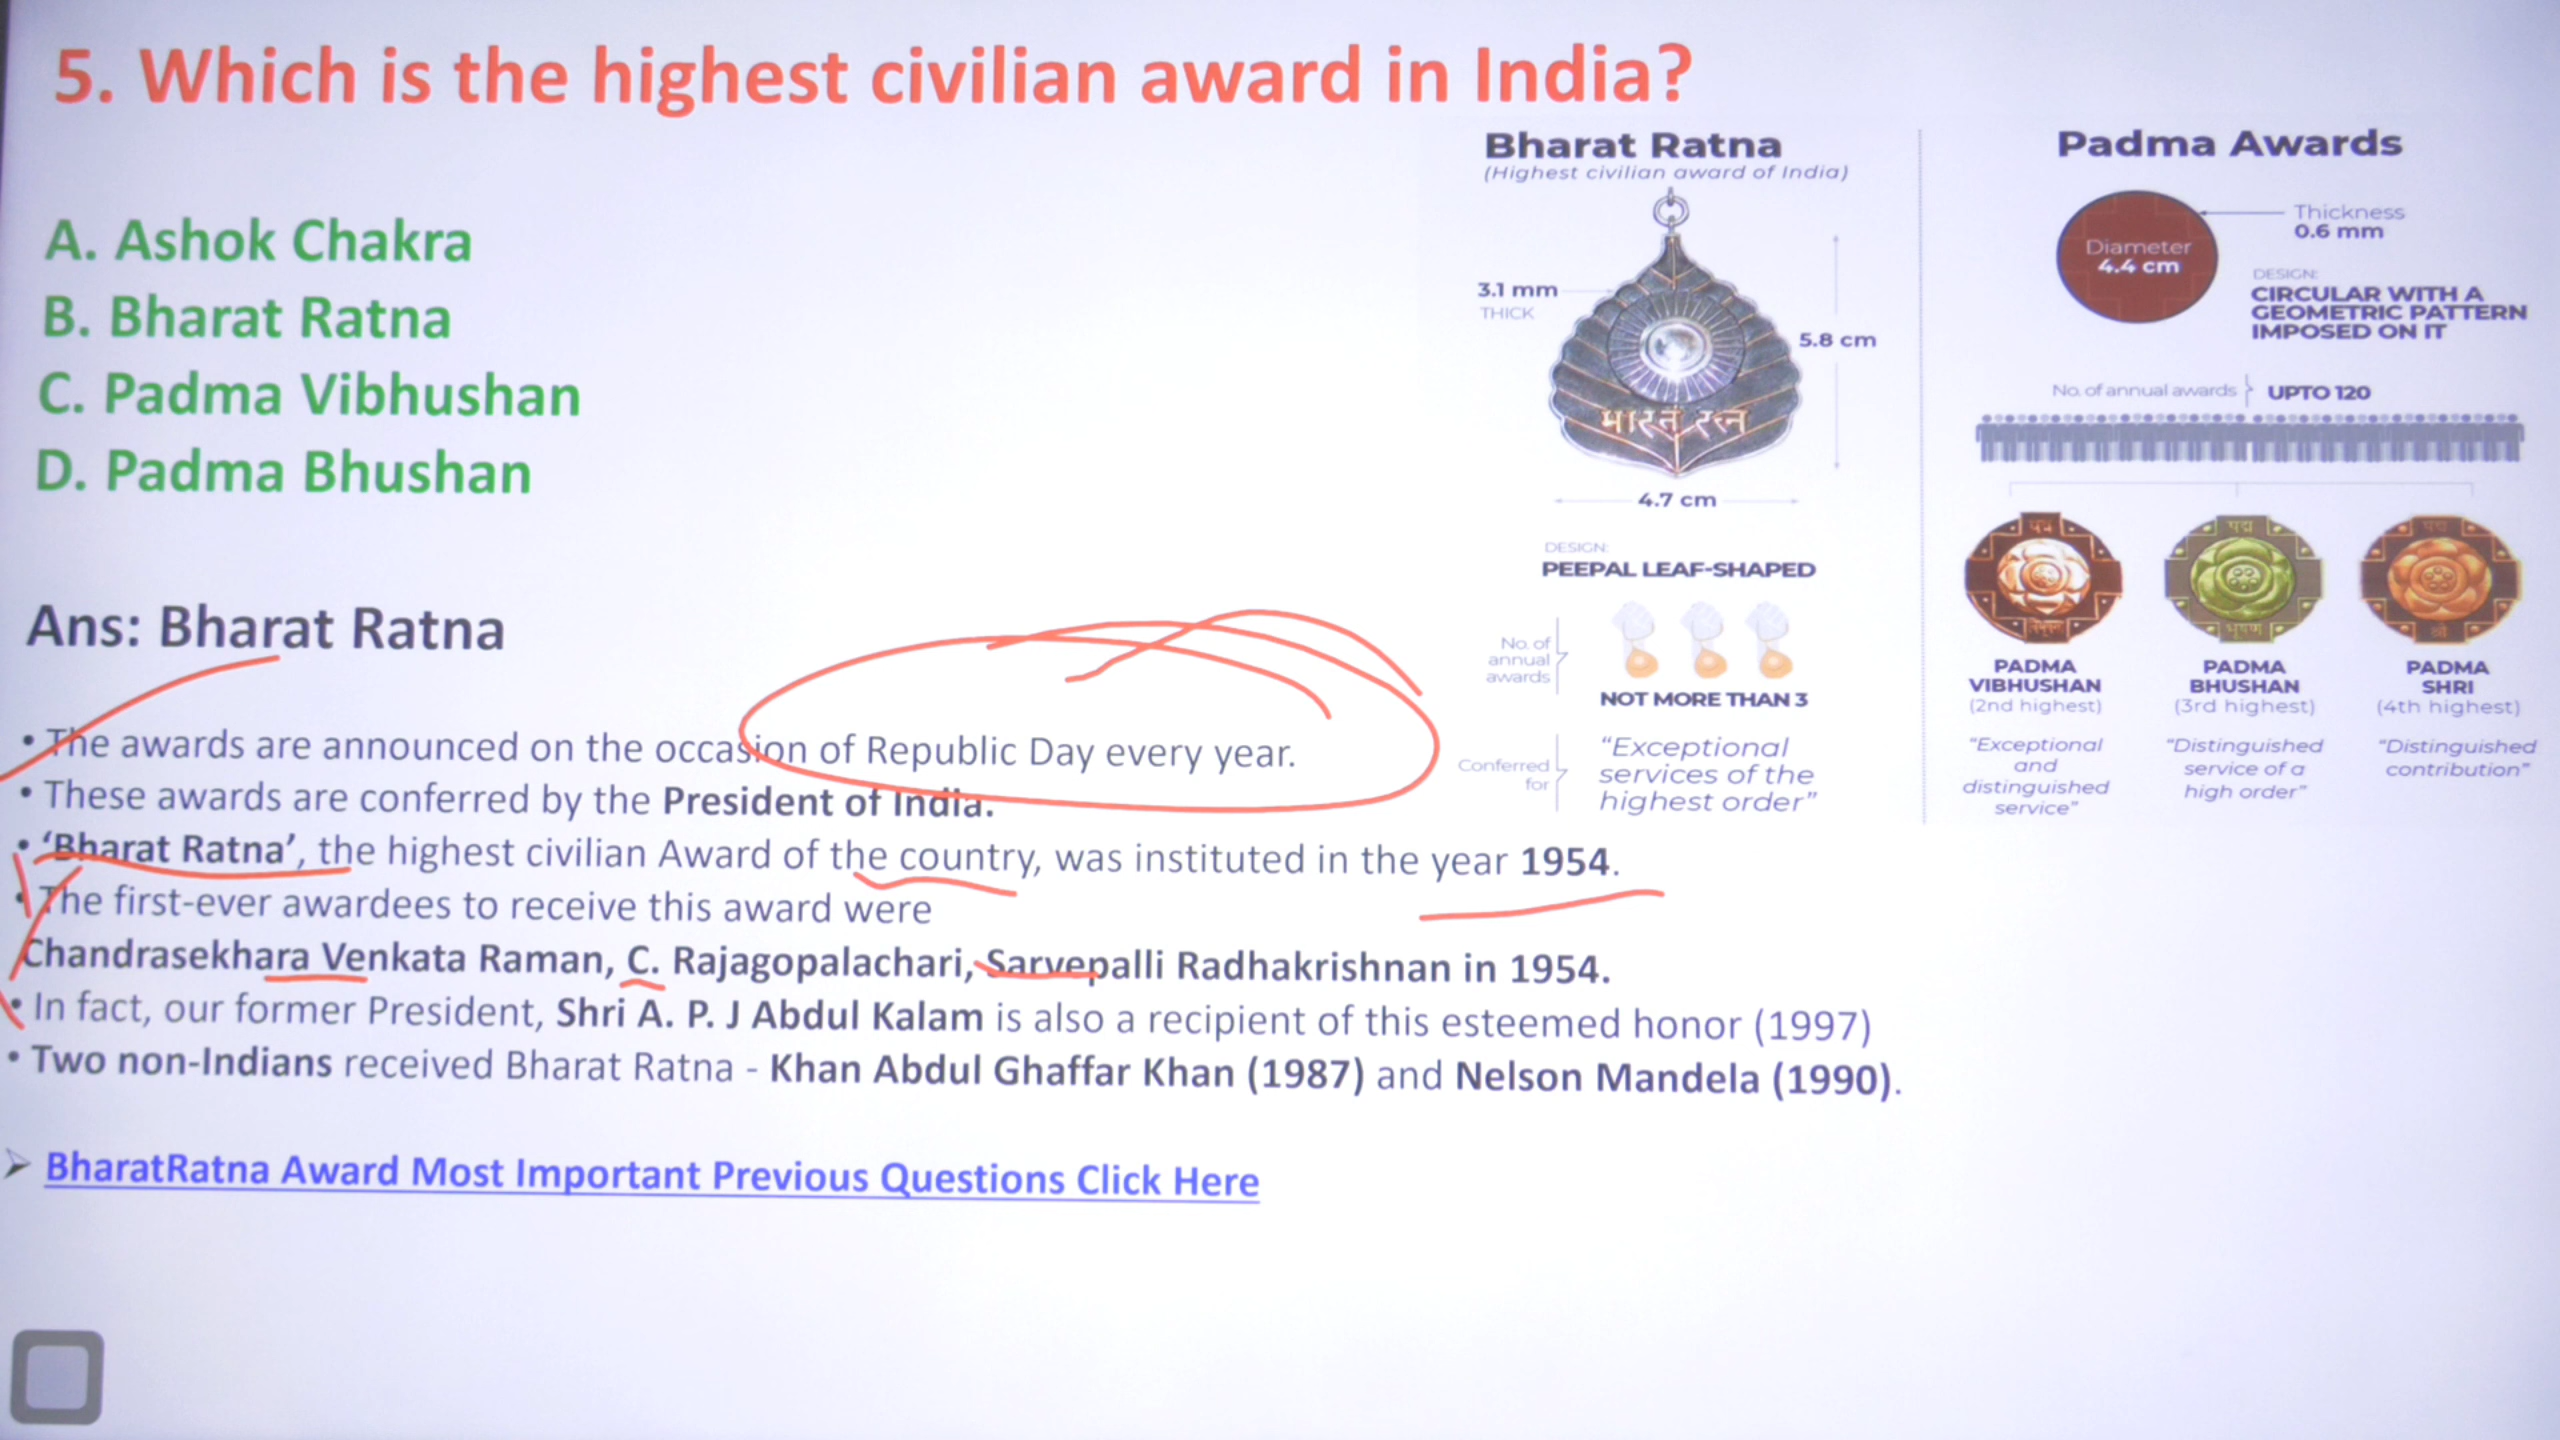 5. Which is the highest civilian award in India?
A. Ashok Chakra
B. Bharat Ratna
C. Padma Vibhushan
D. Padma Bhushan
Ans: Bharat Ratna
• The awards are announced on the occasion of Republic Day every year.
• These awards are conferred by the President of India.
• ‘Bharat Ratna’, the highest civilian Award of the country, was instituted in the year 1954.
• The first-ever awardees to receive this award were
Chandrasekhara Venkata Raman, C. Rajagopalachari, Sarvepalli Radhakrishnan in 1954.
• In fact, our former President, Shri A. P. J Abdul Kalam is also a recipient of this esteemed honor (1997)
• Two non-Indians received Bharat Ratna - Khan Abdul Ghaffar Khan (1987) and Nelson Mandela (1990).
➢ BharatRatna Award Most Important Previous Questions Click Here
Bharat Ratna
(Highest civilian award of India)
3.1 mm
THICK
5.8 cm
भारत रत्न
4.7 cm
DESIGN:
PEEPAL LEAF-SHAPED
No. of
annual
awards
NOT MORE THAN 3
Conferred
for
“Exceptional
services of the
highest order”
Padma Awards
Diameter
4.4 cm
Thickness
0.6 mm
DESIGN:
CIRCULAR WITH A
GEOMETRIC PATTERN
IMPOSED ON IT
No. of annual awards UPTO 120
PADMA
VIBHUSHAN
(2nd highest)
“Exceptional
and
distinguished
service”
PADMA
BHUSHAN
(3rd highest)
“Distinguished
service of a
high order”
PADMA
SHRI
(4th highest)
“Distinguished
contribution”